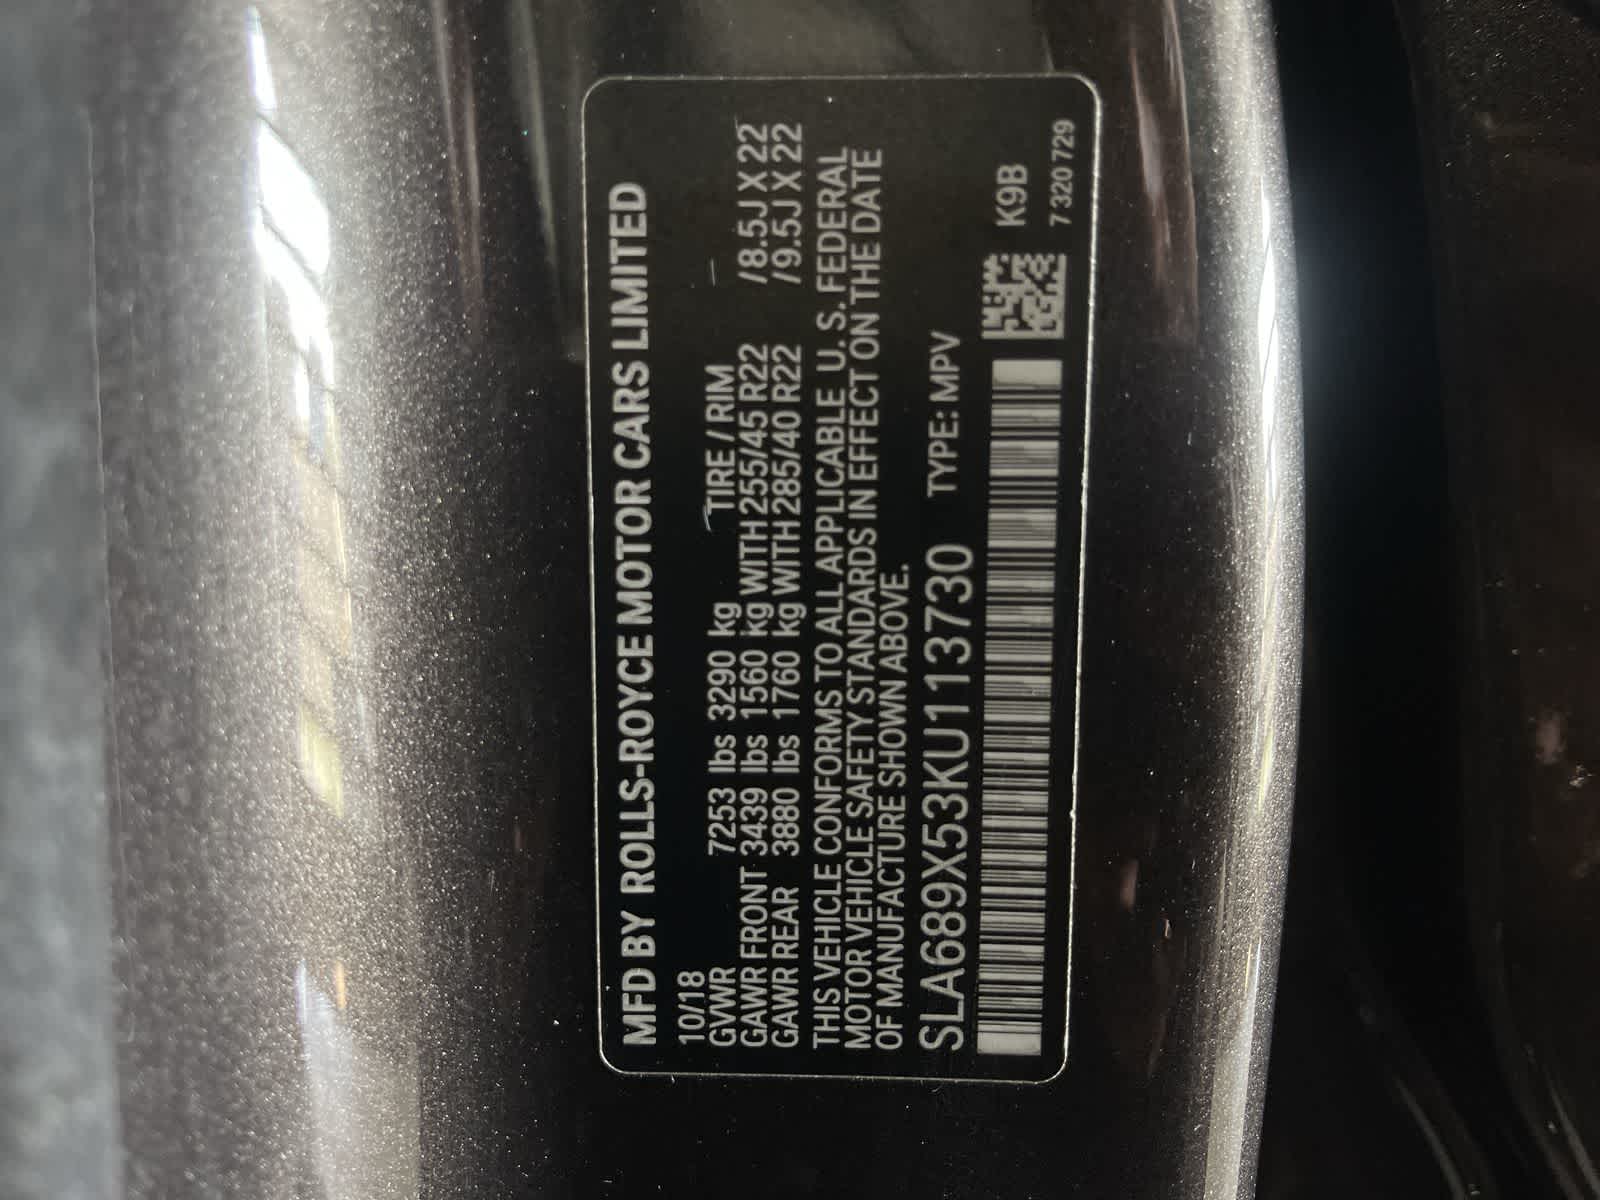 MFD BY ROLLS-ROYCE MOTOR CARS LIMITED
10/18
GVWR 7253 lbs 3290 kg TIRE / RIM
GAWR FRONT 3439 lbs 1560 kg WITH 255/45 R22 /8.5J X 22
GAWR REAR 3880 lbs 1760 kg WITH 285/40 R22 /9.5J X 22
THIS VEHICLE CONFORMS TO ALL APPLICABLE U. S. FEDERAL
MOTOR VEHICLE SAFETY STANDARDS IN EFFECT ON THE DATE
OF MANUFACTURE SHOWN ABOVE.
SLA689X53KU113730 TYPE: MPV
K9B
7320729